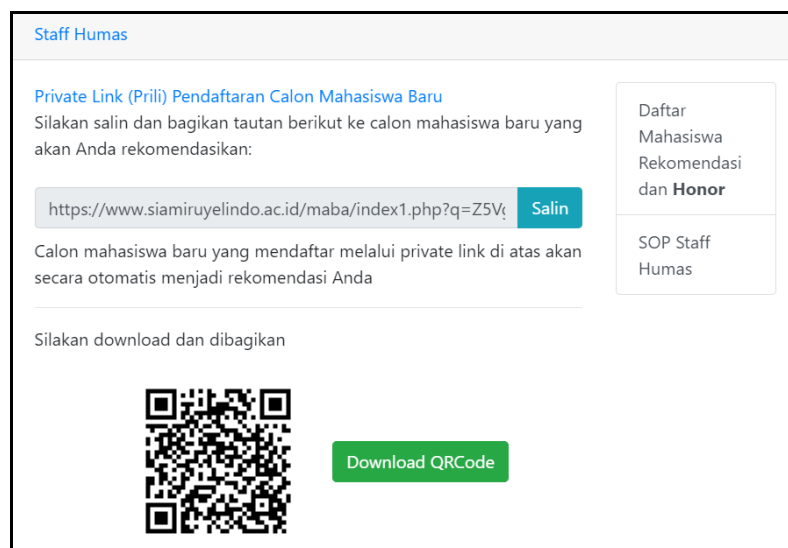 Staff Humas
Private Link (Prili) Pendaftaran Calon Mahasiswa Baru
Silakan salin dan bagikan tautan berikut ke calon mahasiswa baru yang
akan Anda rekomendasikan:
https://www.siamiruyelindo.ac.id/maba/index1.php?q=Z5V
Salin
Calon mahasiswa baru yang mendaftar melalui private link di atas akan
secara otomatis menjadi rekomendasi Anda
Silakan download dan dibagikan
Download QRCode
Daftar
Mahasiswa
Rekomendasi
dan Honor
SOP Staff
Humas